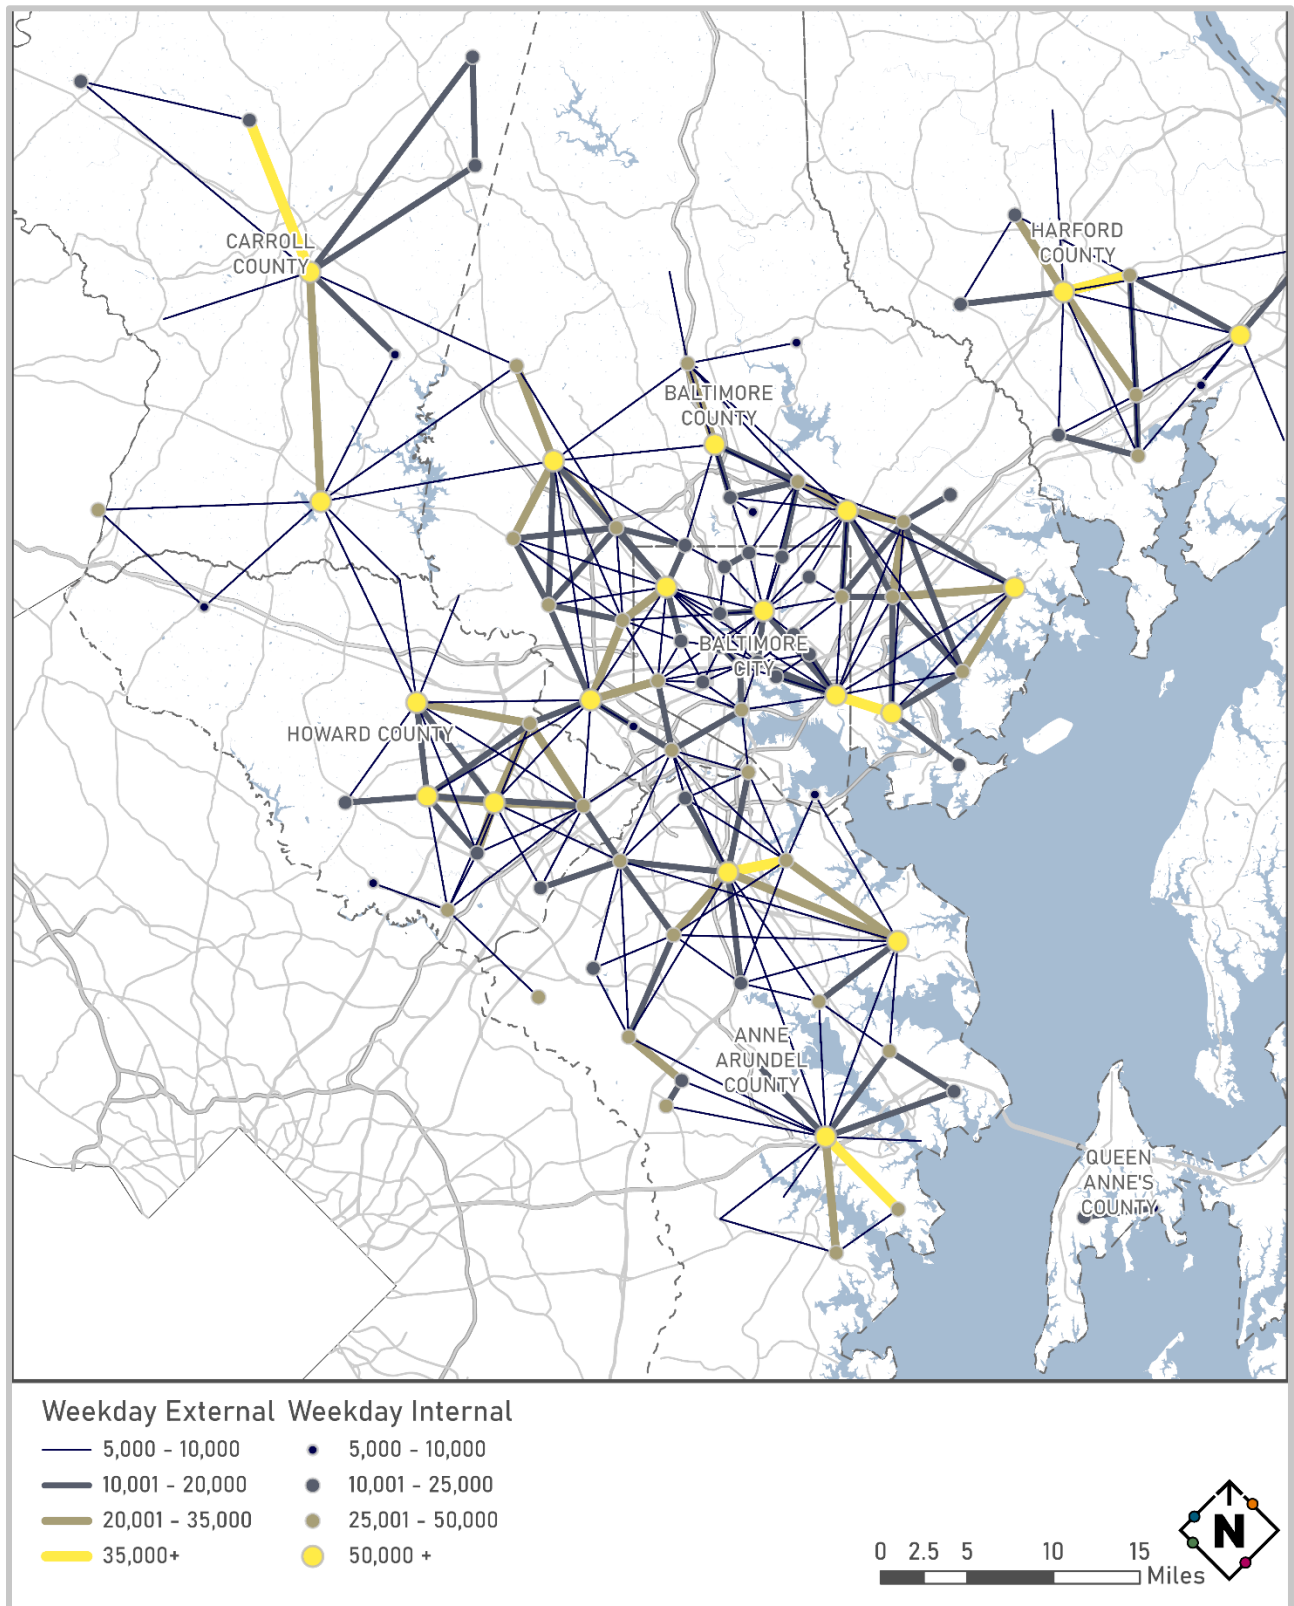 CARROLL
COUNTY
HARFORD
COUNTY
BALTIMORE
COUNTY
BALTIMORE
CITY
HOWARD COUNTY
ANNE
ARUNDEL
COUNTY
QUEEN
ANNE'S
COUNTY
Weekday External Weekday Internal
5,000 - 10,000 5,000 - 10,000
10,001 - 20,000 10,001 - 25,000
20,001 - 35,000 25,001 - 50,000
35,000+ 50,000 +
0 2.5 5 10 15
Miles
N